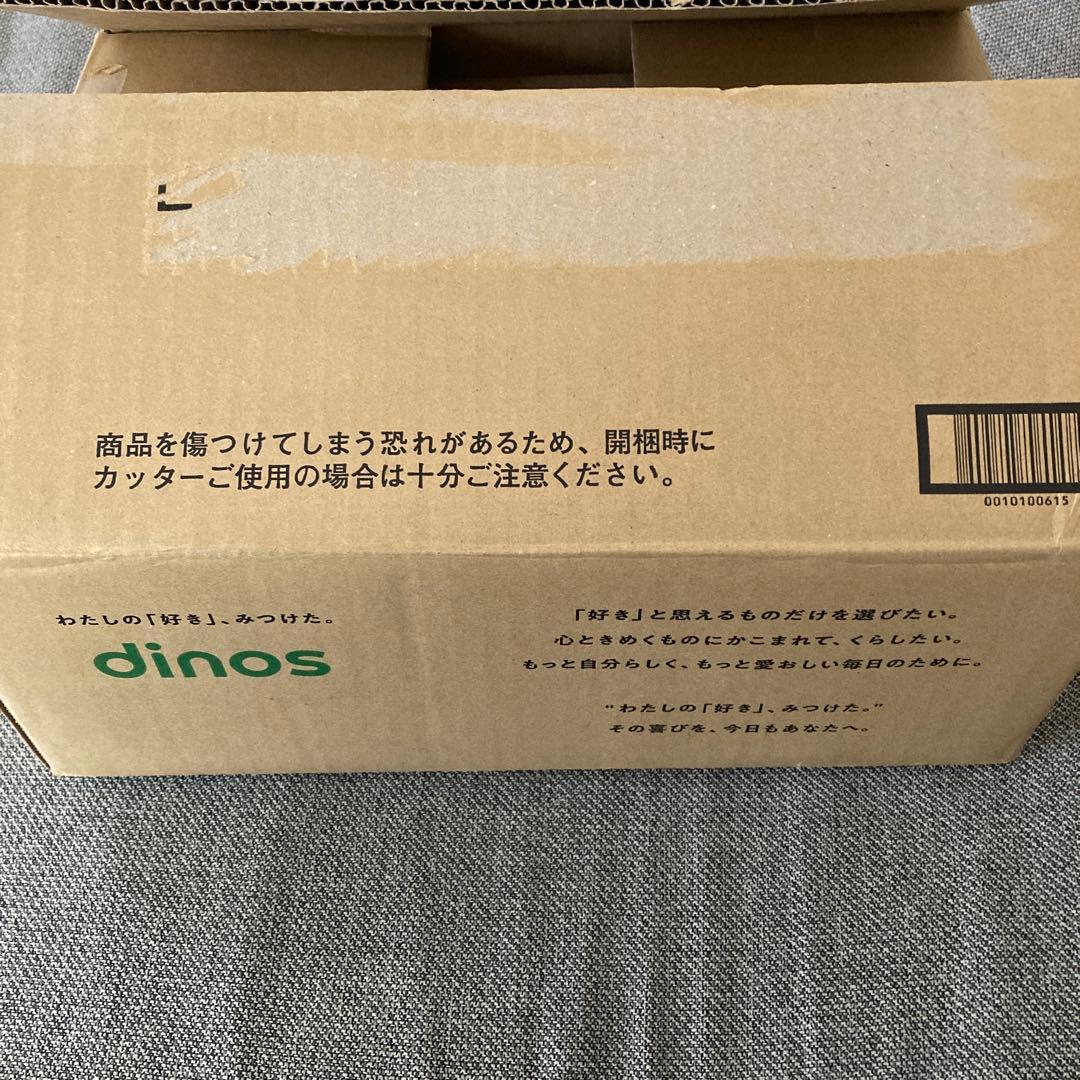 商品を傷つけてしまう恐れがあるため、開梱時に
カッターご使用の場合は十分ご注意ください。
0010100615
わたしの「好き」、みつけた。
dinos
「好き」と思えるものだけを選びたい。
心ときめくものにかこまれて、くらしたい。
もっと自分らしく、もっと愛おしい毎日のために。
“わたしの「好き」、みつけた。”
その喜びを、今日もあなたへ。